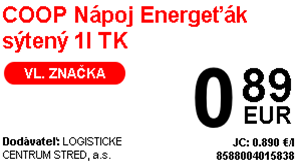 COOP Nápoj Energeťák
sýtený 1l TK
VL. ZNAČKA
0 89
EUR
Dodávateľ: LOGISTICKE
CENTRUM STRED, a.s.
JC: 0.890 €/l
8588004015838